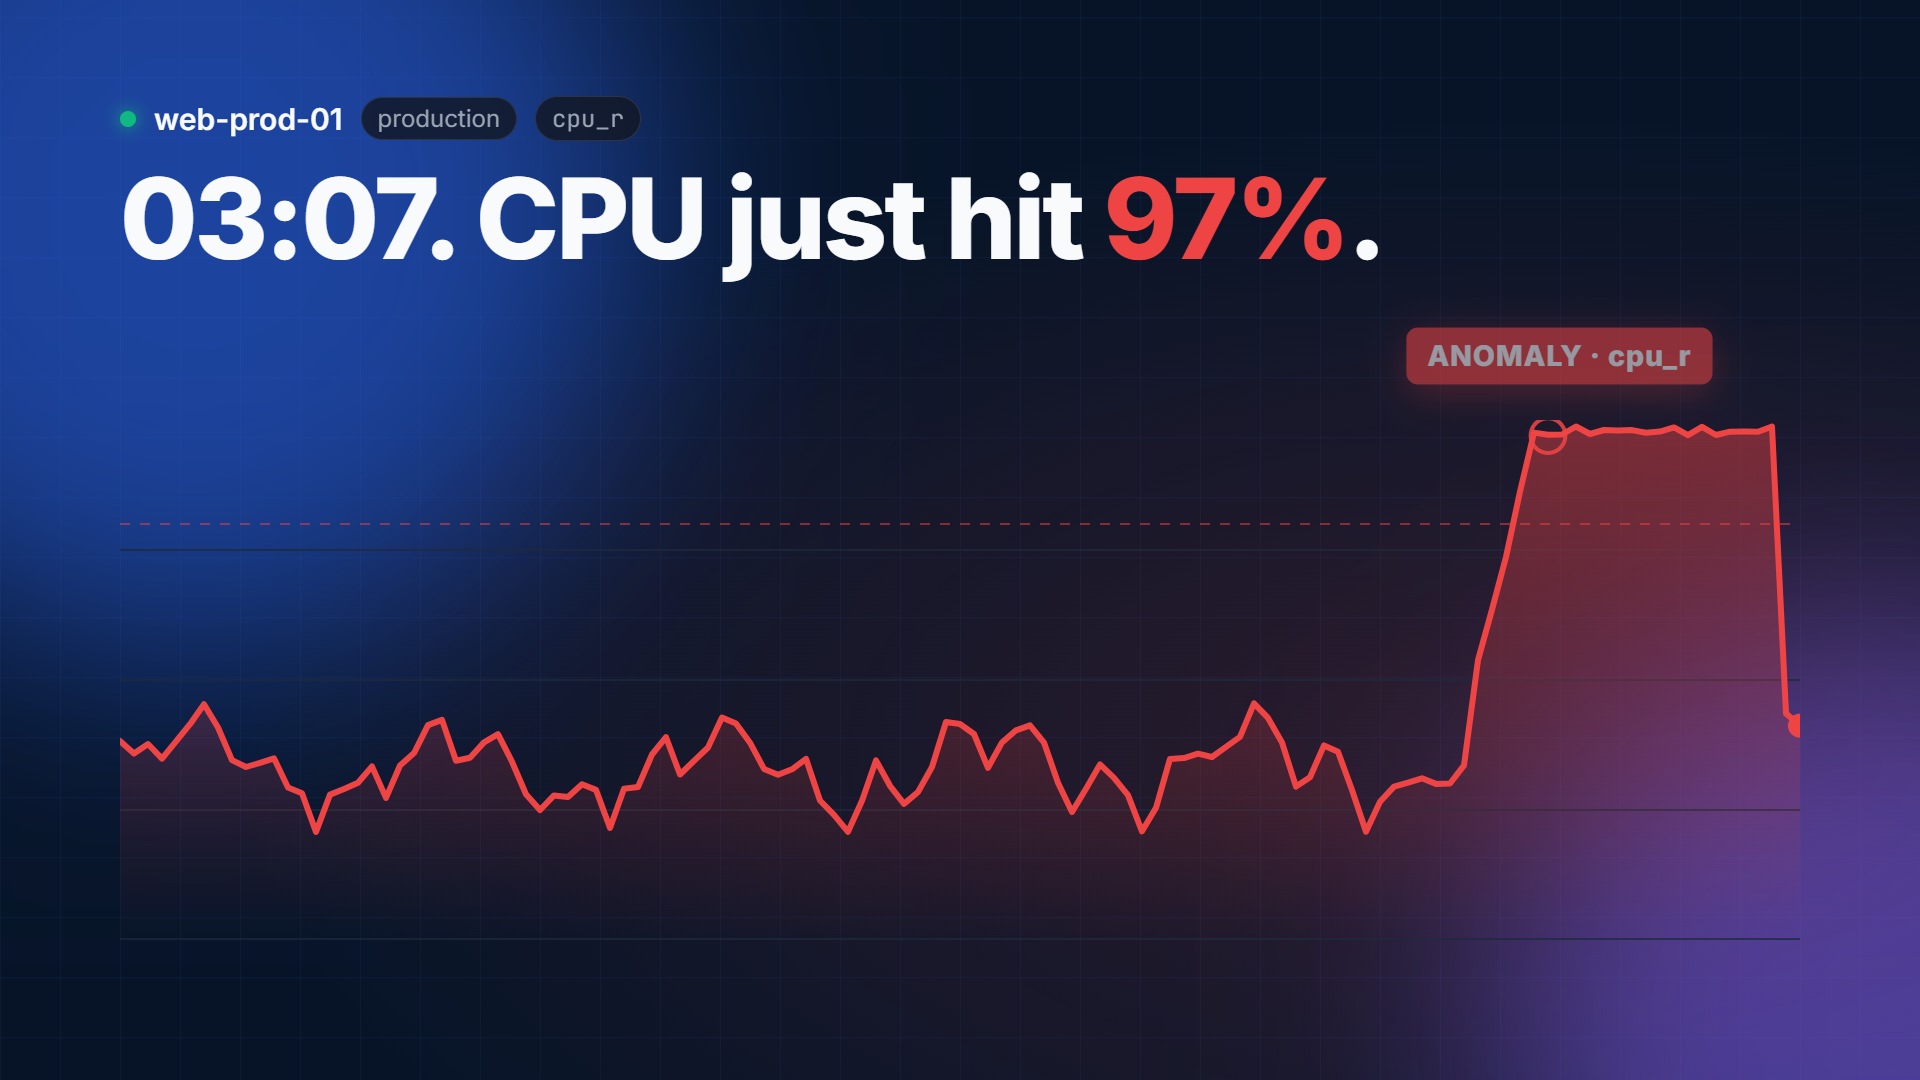 web-prod-01 production cpu_r
03:07. CPU just hit 97%.
ANOMALY · cpu_r